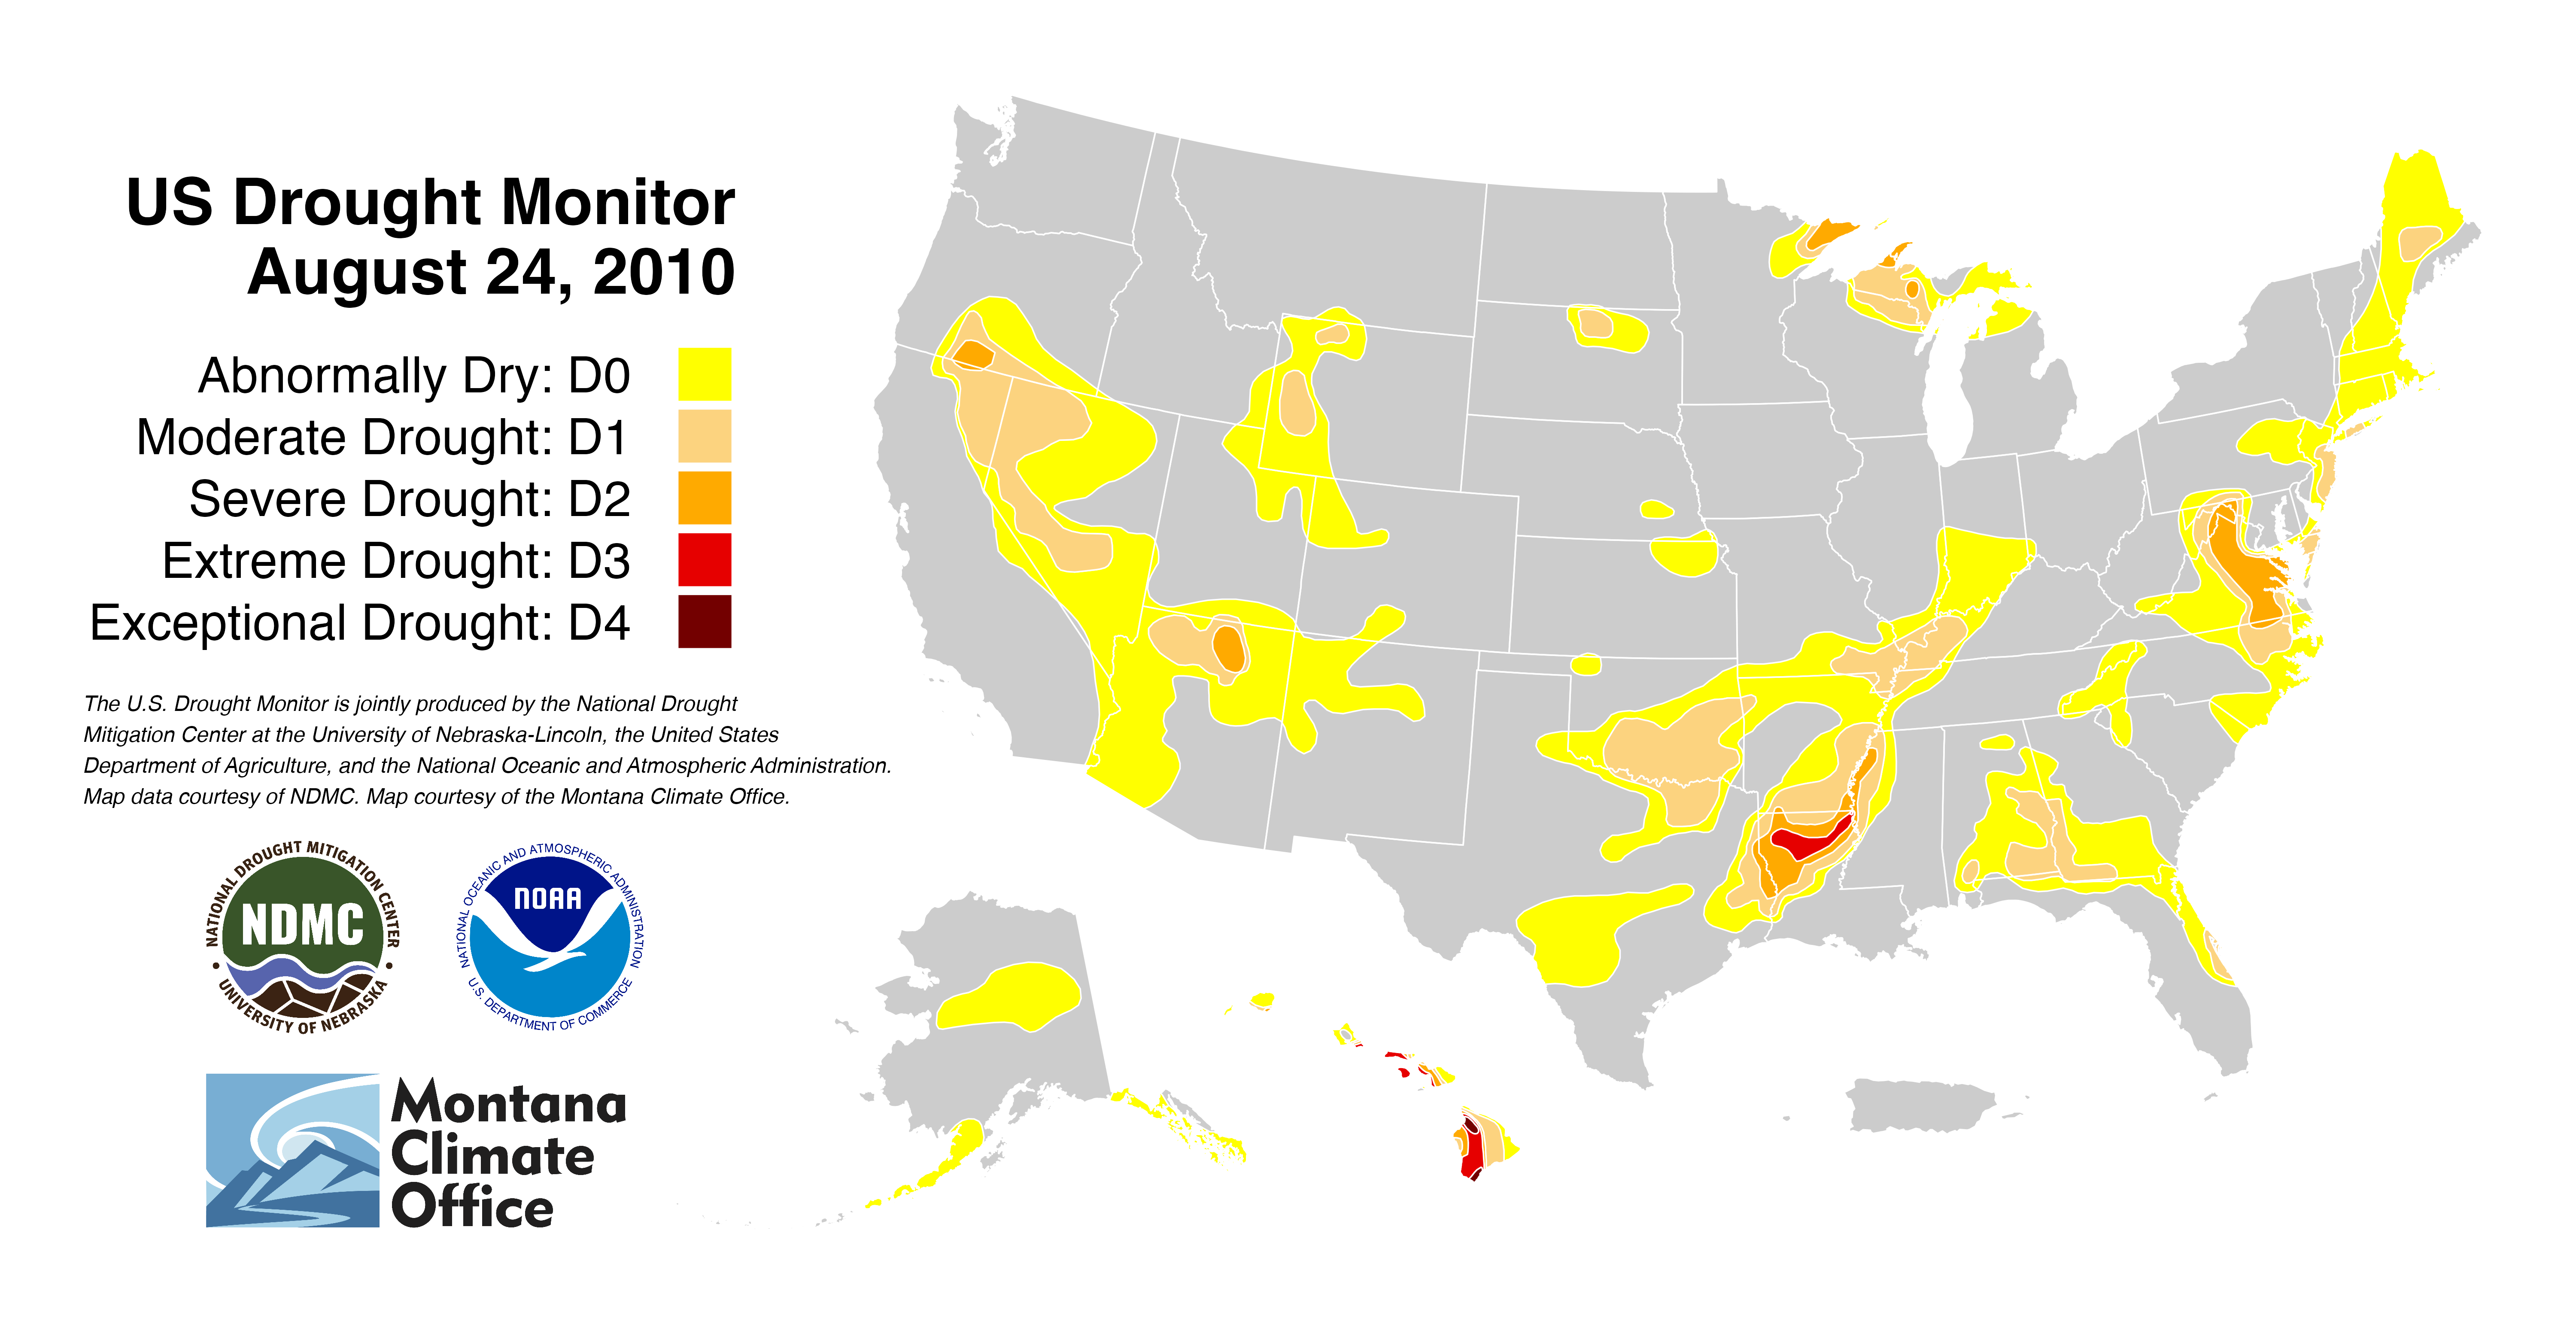 US Drought Monitor
August 24, 2010
Abnormally Dry: D0
Moderate Drought: D1
Severe Drought: D2
Extreme Drought: D3
Exceptional Drought: D4
The U.S. Drought Monitor is jointly produced by the National Drought
Mitigation Center at the University of Nebraska-Lincoln, the United States
Department of Agriculture, and the National Oceanic and Atmospheric Administration.
Map data courtesy of NDMC. Map courtesy of the Montana Climate Office.
NATIONAL DROUGHT MITIGATION CENTER
NDMC
UNIVERSITY OF NEBRASKA
NATIONAL OCEANIC AND ATMOSPHERIC ADMINISTRATION
NOAA
U.S. DEPARTMENT OF COMMERCE
Montana
Climate
Office